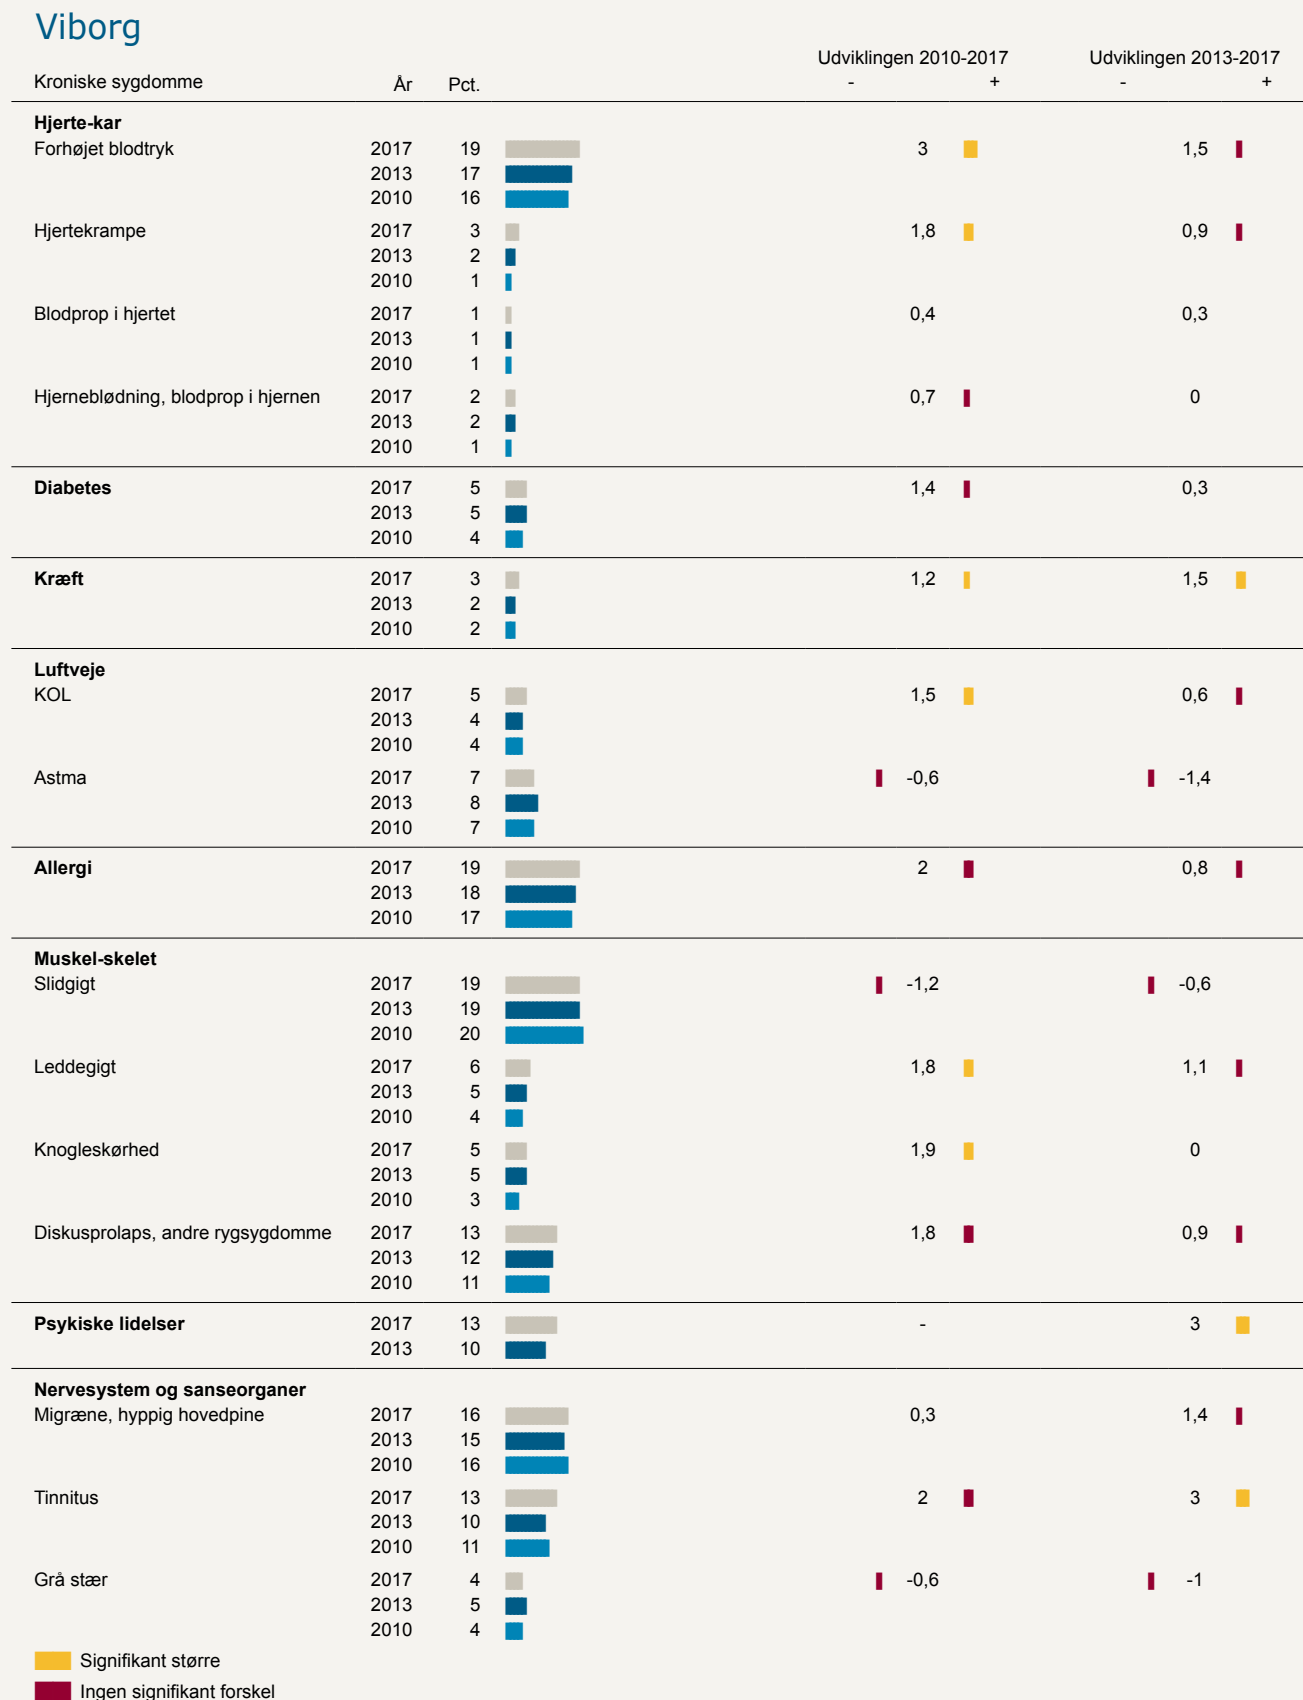 Viborg
Udviklingen 2010-2017 Udviklingen 2013-2017
Kroniske sygdomme År Pct. - + - +
Hjerte-kar
Forhøjet blodtryk 2017 19 3 1,5
2013 17
2010 16
Hjertekrampe 2017 3 1,8 0,9
2013 2
2010 1
Blodprop i hjertet 2017 1 0,4 0,3
2013 1
2010 1
Hjerneblødning, blodprop i hjernen 2017 2 0,7 0
2013 2
2010 1
Diabetes 2017 5 1,4 0,3
2013 5
2010 4
Kræft 2017 3 1,2 1,5
2013 2
2010 2
Luftveje
KOL 2017 5 1,5 0,6
2013 4
2010 4
Astma 2017 7 -0,6 -1,4
2013 8
2010 7
Allergi 2017 19 2 0,8
2013 18
2010 17
Muskel-skelet
Slidgigt 2017 19 -1,2 -0,6
2013 19
2010 20
Leddegigt 2017 6 1,8 1,1
2013 5
2010 4
Knogleskørhed 2017 5 1,9 0
2013 5
2010 3
Diskusprolaps, andre rygsygdomme 2017 13 1,8 0,9
2013 12
2010 11
Psykiske lidelser 2017 13 - 3
2013 10
Nervesystem og sanseorganer
Migræne, hyppig hovedpine 2017 16 0,3 1,4
2013 15
2010 16
Tinnitus 2017 13 2 3
2013 10
2010 11
Grå stær 2017 4 -0,6 -1
2013 5
2010 4
Signifikant større
Ingen signifikant forskel